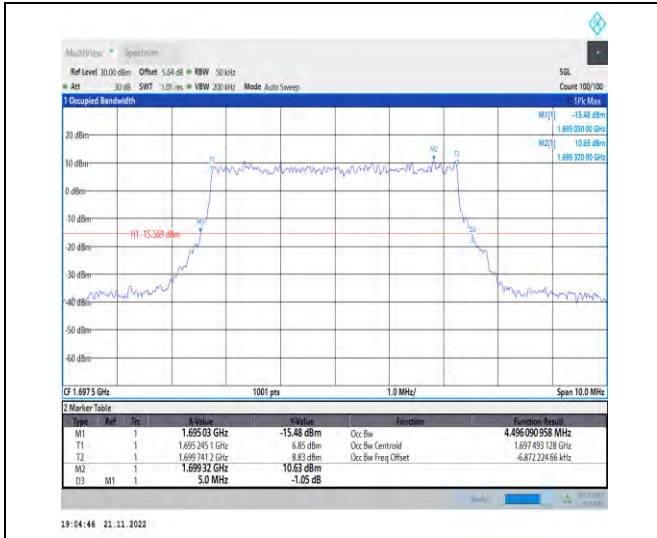 MultiView Spectrum
Ref Level 30.00 dBm Offset 5.64 dB RBW 50 kHz SGL
Att 30 dB SWT 1.01 ms VBW 200 kHz Mode Auto Sweep Count 100/100
1 Occupied Bandwidth 1Pk Max
M1[1] -15.48 dBm
1.695 030 00 GHz
M2[1] 10.63 dBm
1.699 320 00 GHz
20 dBm
M2
T1
T2
10 dBm
0 dBm
-10 dBm
M1
H1 -15.369 dBm
D3
-20 dBm
-30 dBm
-40 dBm
-50 dBm
-60 dBm
CF 1.6975 GHz 1001 pts 1.0 MHz/ Span 10.0 MHz
2 Marker Table
Type Ref Trc X-Value Y-Value Function Function Result
M1 1 1.69503 GHz -15.48 dBm Occ Bw 4.496 090 958 MHz
T1 1 1.695 245 1 GHz 6.85 dBm Occ Bw Centroid 1.697 493 128 GHz
T2 1 1.699 741 2 GHz 8.83 dBm Occ Bw Freq Offset -6.872 224 66 kHz
M2 1 1.69932 GHz 10.63 dBm
D3 M1 1 5.0 MHz -1.05 dB
19:04:46 21.11.2022